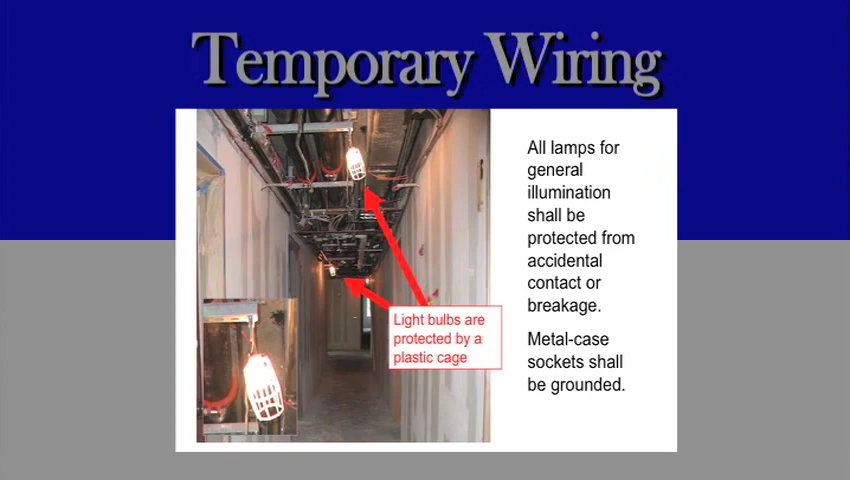 Temporary Wiring
Light bulbs are
protected by a
plastic cage
All lamps for
general
illumination
shall be
protected from
accidental
contact or
breakage.
Metal-case
sockets shall
be grounded.